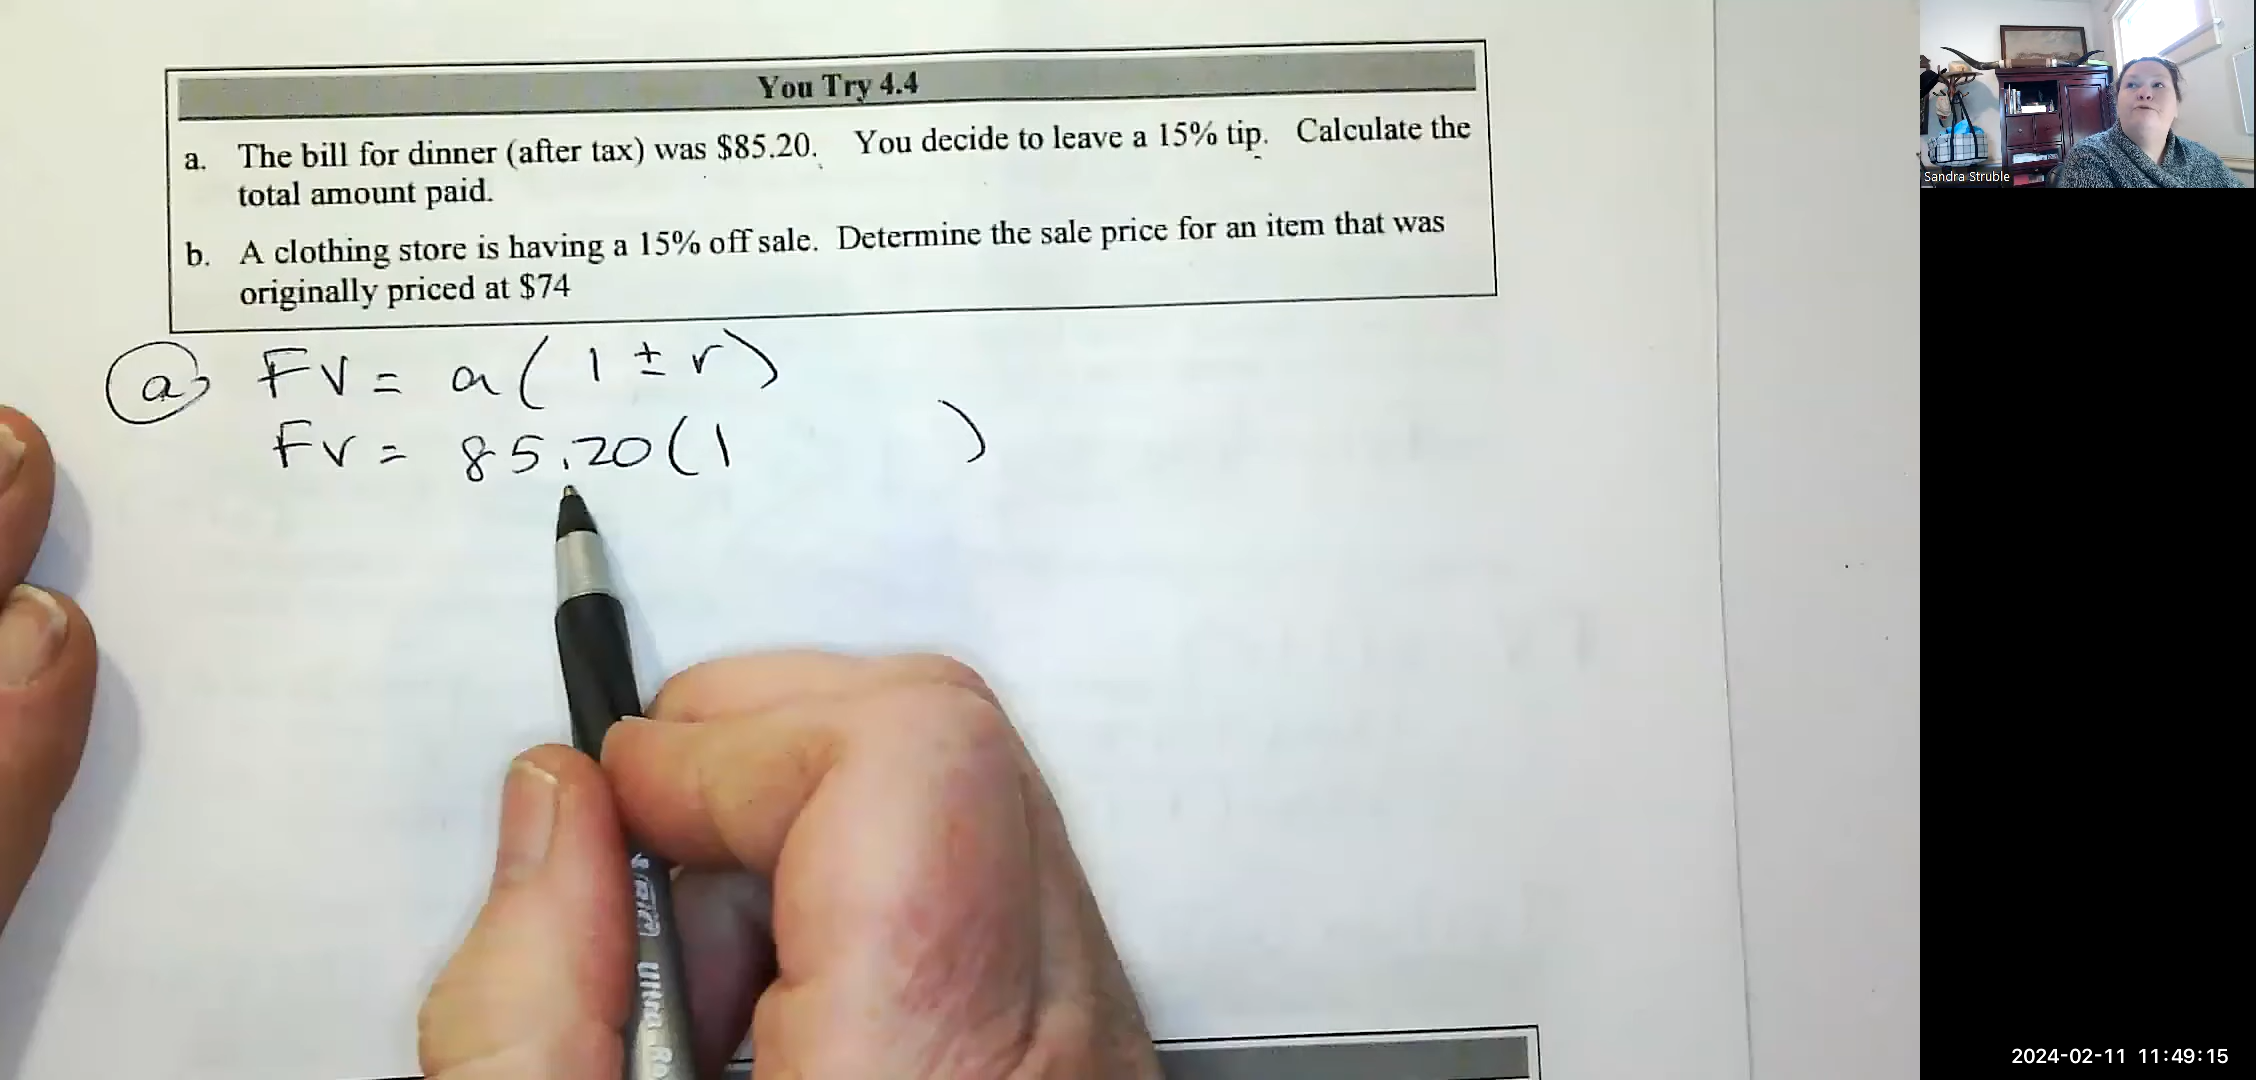 You Try 4.4
a. The bill for dinner (after tax) was $85.20. You decide to leave a 15% tip. Calculate the
total amount paid.
b. A clothing store is having a 15% off sale. Determine the sale price for an item that was
originally priced at $74
a) FV = a ( 1 ± r )
FV = 85.20 ( 1 )
BIC Ultra Ro
Sandra Struble
2024-02-11 11:49:15